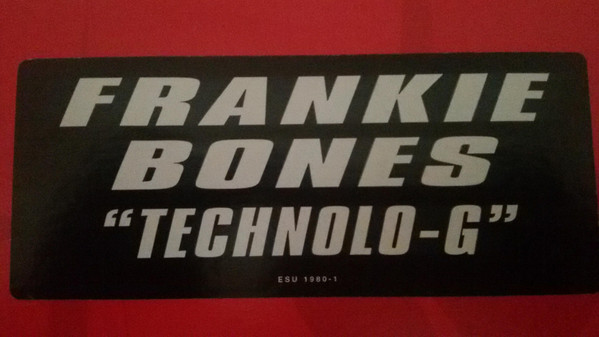 FRANKIE
BONES
“TECHNOLO-G”
ESU 1980-1